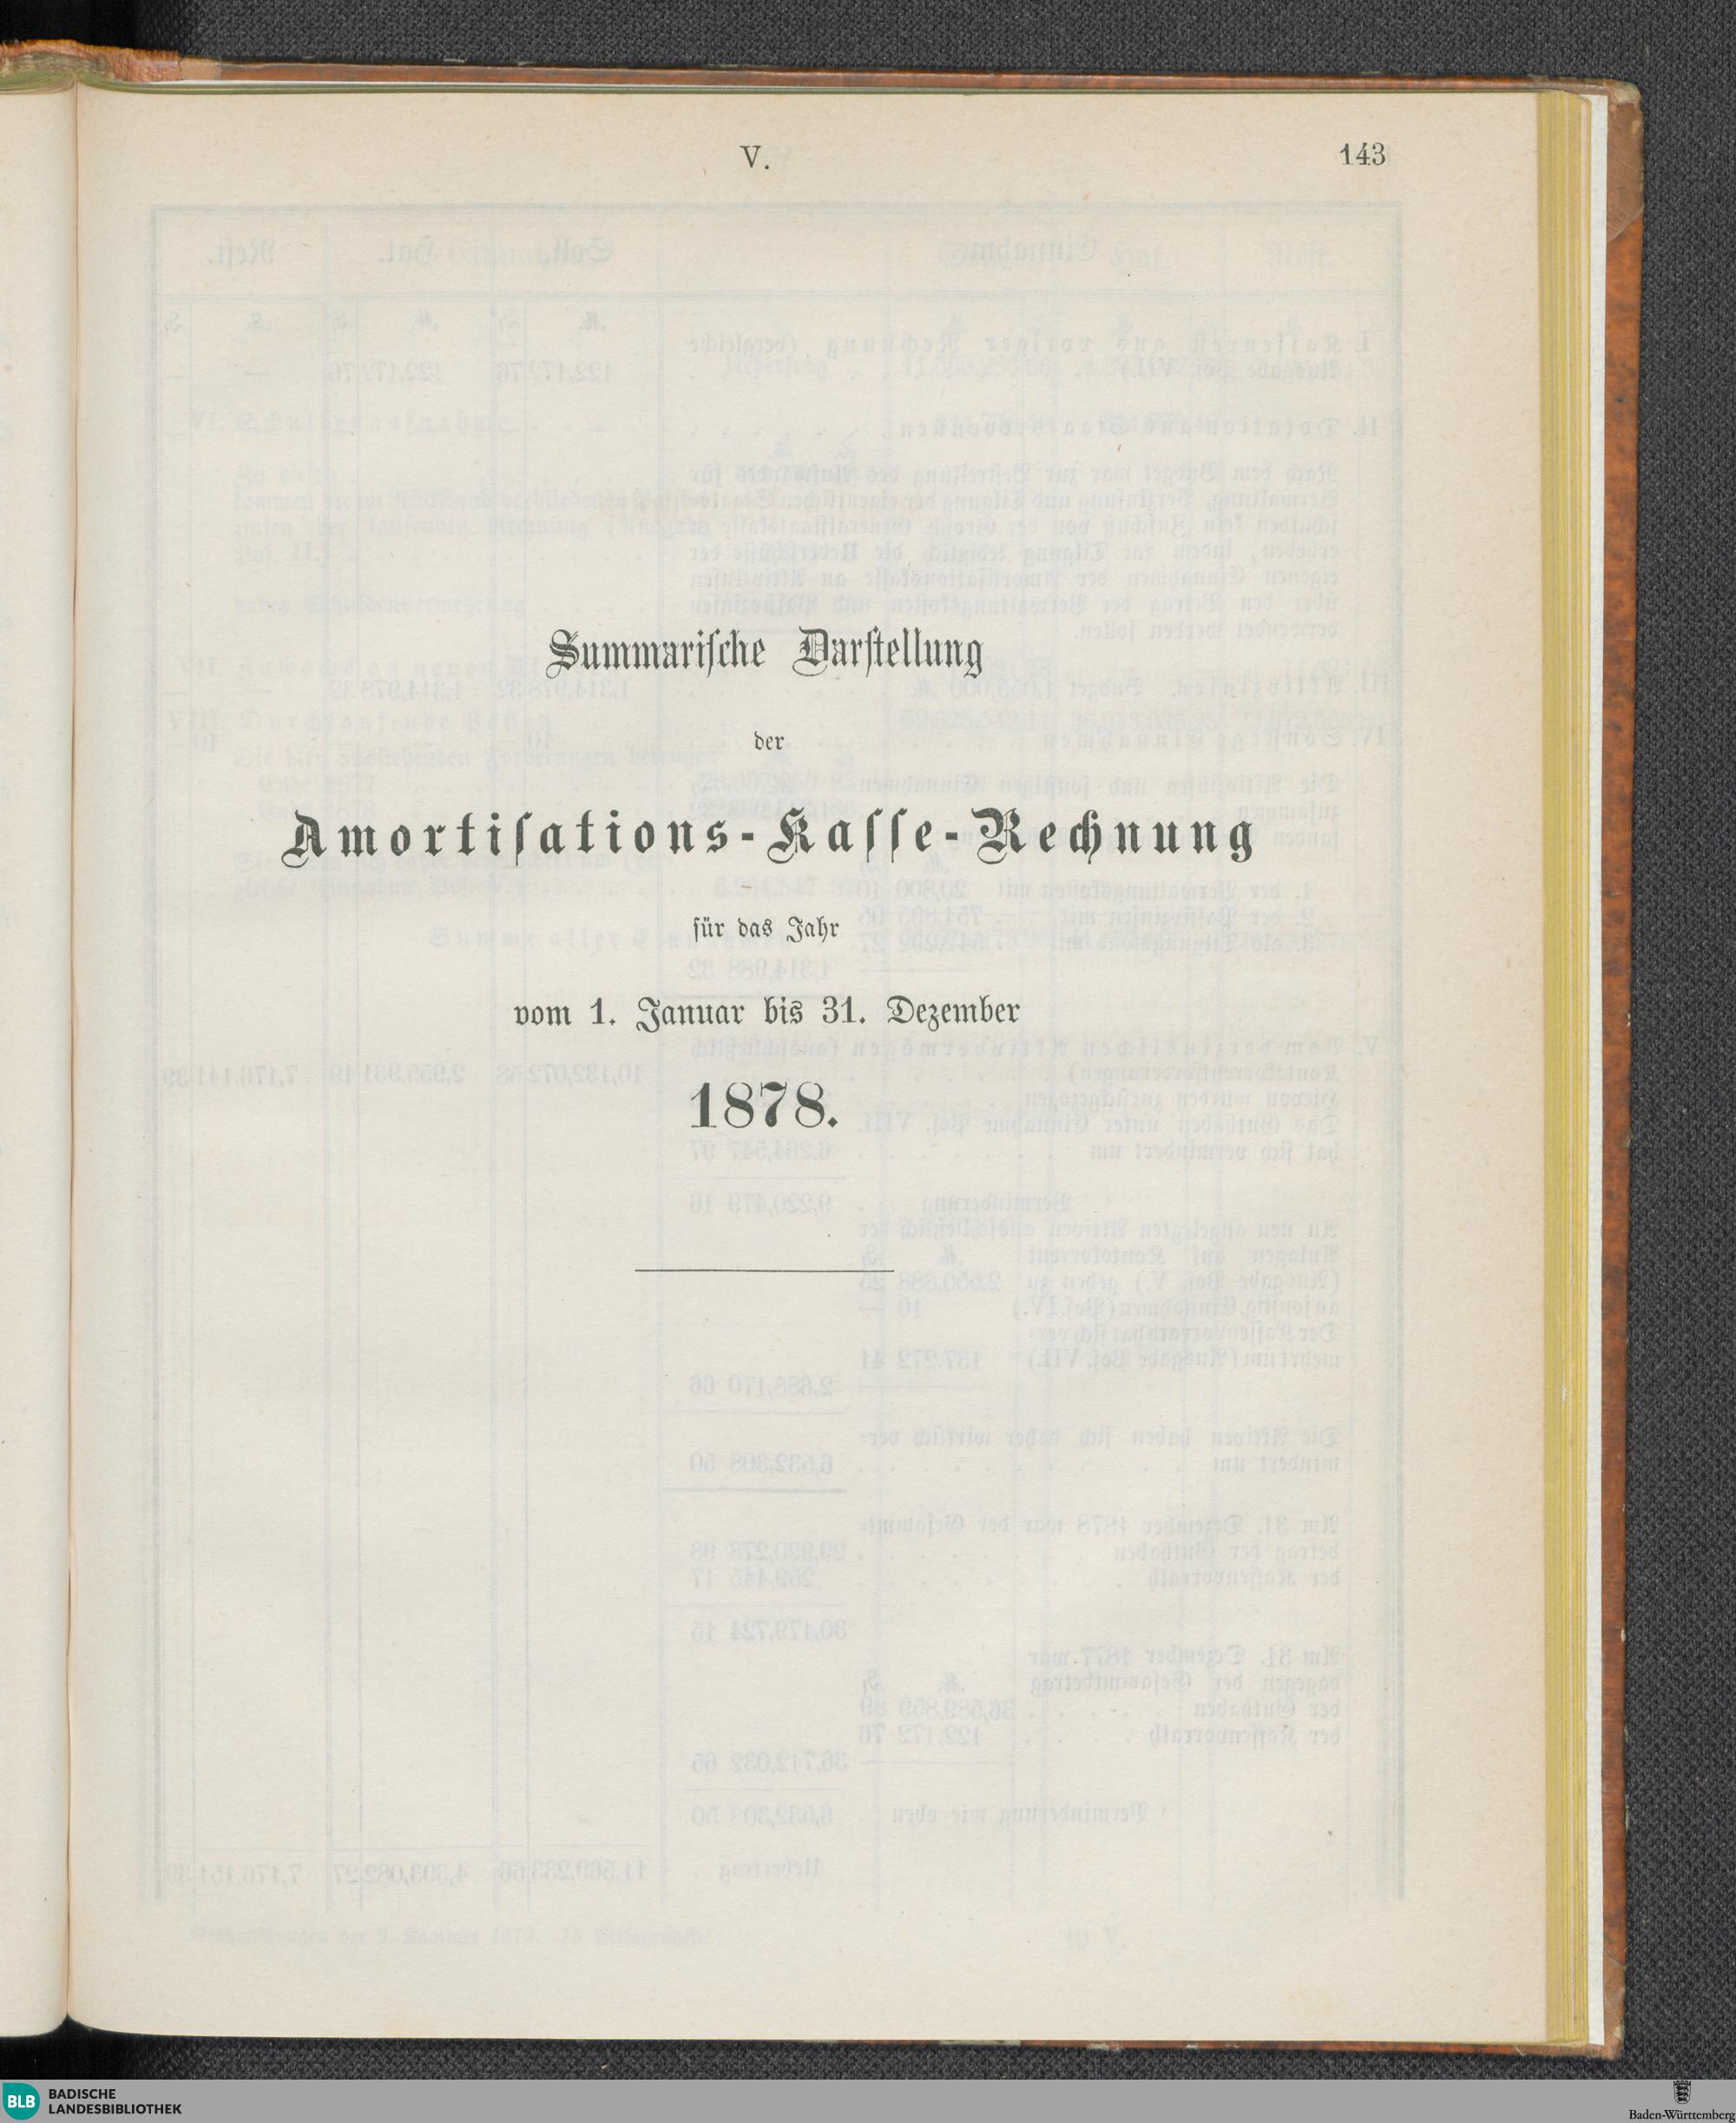 V.
143
Summariſche Darſtellung
der
Amortiſations-Kaſſe-Rechnung
für das Jahr
vom 1. Januar bis 31. Dezember
1878.
BLB BADISCHE
LANDESBIBLIOTHEK
Baden-Württemberg